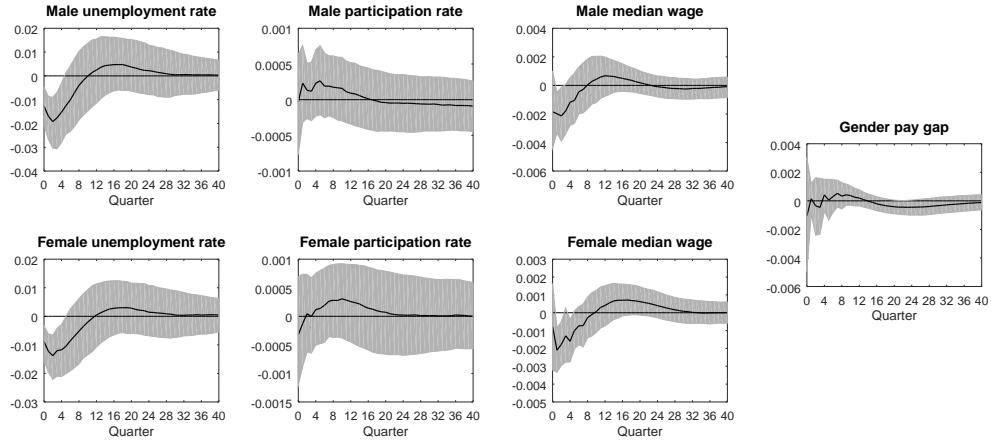 Male unemployment rate
0.02
0.01
0
-0.01
-0.02
-0.03
-0.04
0 4 8 12 16 20 24 28 32 36 40
Quarter
Male participation rate
0.001
0.0005
0
-0.0005
-0.001
0 4 8 12 16 20 24 28 32 36 40
Quarter
Male median wage
0.004
0.002
0
-0.002
-0.004
-0.006
0 4 8 12 16 20 24 28 32 36 40
Quarter
Gender pay gap
0.004
0.002
0
-0.002
-0.004
-0.006
0 4 8 12 16 20 24 28 32 36 40
Quarter
Female unemployment rate
0.02
0.01
0
-0.01
-0.02
-0.03
0 4 8 12 16 20 24 28 32 36 40
Quarter
Female participation rate
0.001
0.0005
0
-0.0005
-0.001
-0.0015
0 4 8 12 16 20 24 28 32 36 40
Quarter
Female median wage
0.003
0.002
0.001
0
-0.001
-0.002
-0.003
-0.004
-0.005
0 4 8 12 16 20 24 28 32 36 40
Quarter